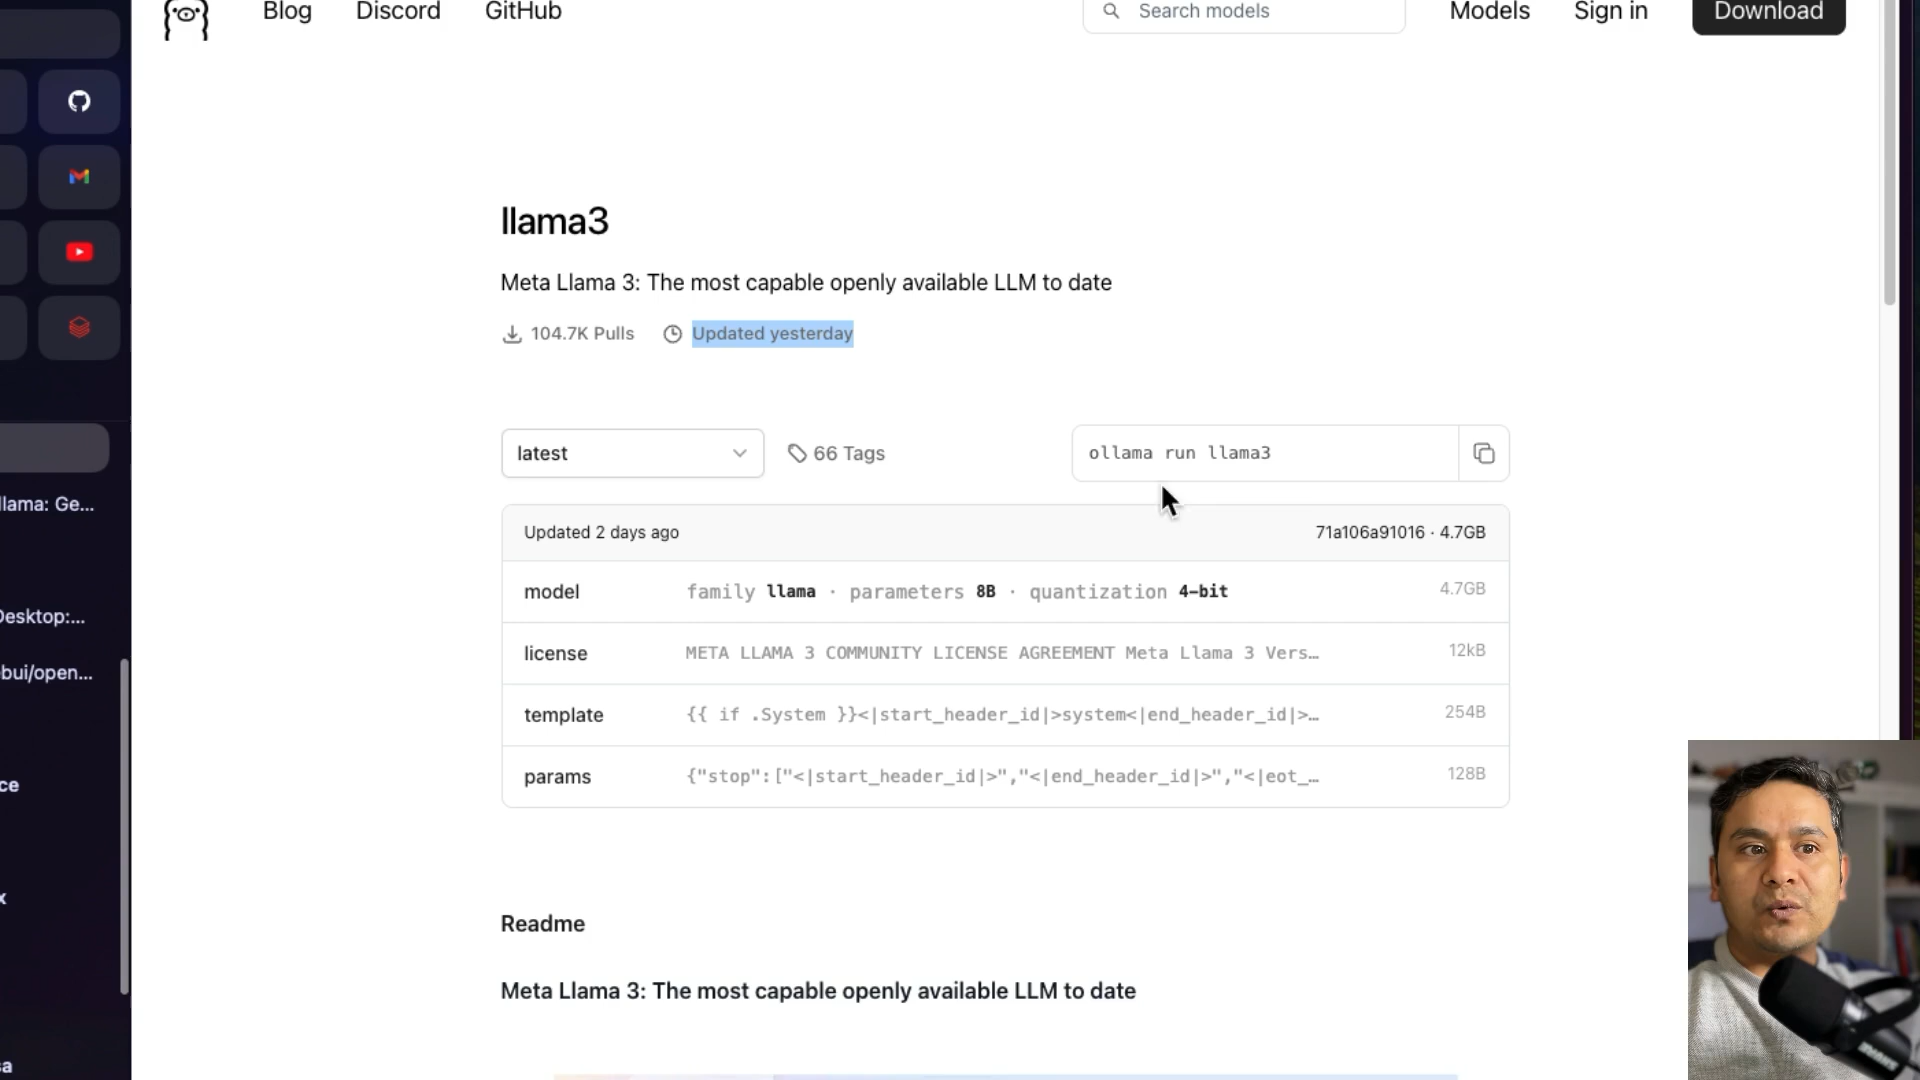 Blog Discord GitHub Search models Models Sign in Download
llama3
Meta Llama 3: The most capable openly available LLM to date
104.7K Pulls Updated yesterday
latest 66 Tags ollama run llama3
Updated 2 days ago 71a106a91016 · 4.7GB
model family llama · parameters 8B · quantization 4-bit 4.7GB
license META LLAMA 3 COMMUNITY LICENSE AGREEMENT Meta Llama 3 Vers… 12kB
template {{ if .System }}<|start_header_id|>system<|end_header_id|>… 254B
params {"stop":["<|start_header_id|>","<|end_header_id|>","<|eot_… 128B
Readme
Meta Llama 3: The most capable openly available LLM to date
llama: Ge...
Desktop:...
bui/open...
ce
x
sa